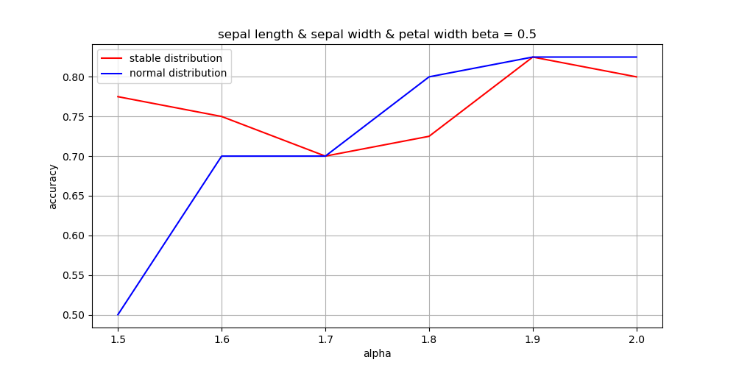 sepal length & sepal width & petal width beta = 0.5
stable distribution
normal distribution
0.80
0.75
0.70
0.65
0.60
0.55
0.50
accuracy
1.5 1.6 1.7 1.8 1.9 2.0
alpha